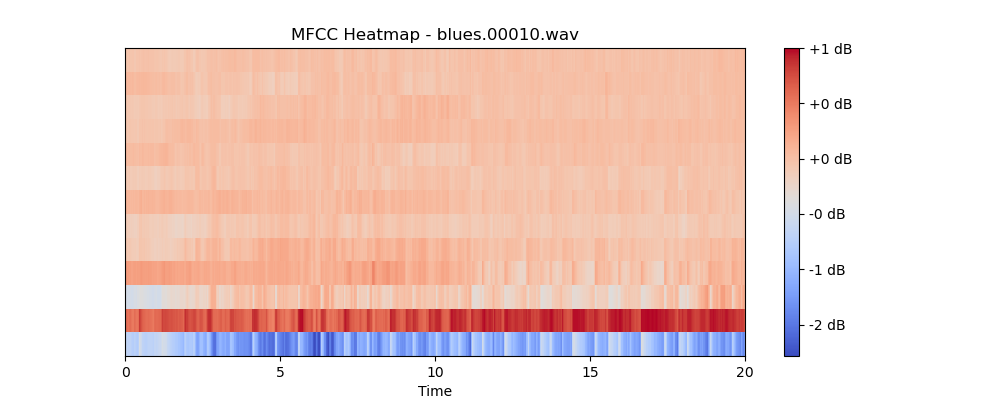 MFCC Heatmap - blues.00010.wav
+1 dB
+0 dB
+0 dB
-0 dB
-1 dB
-2 dB
0 5 10 15 20
Time